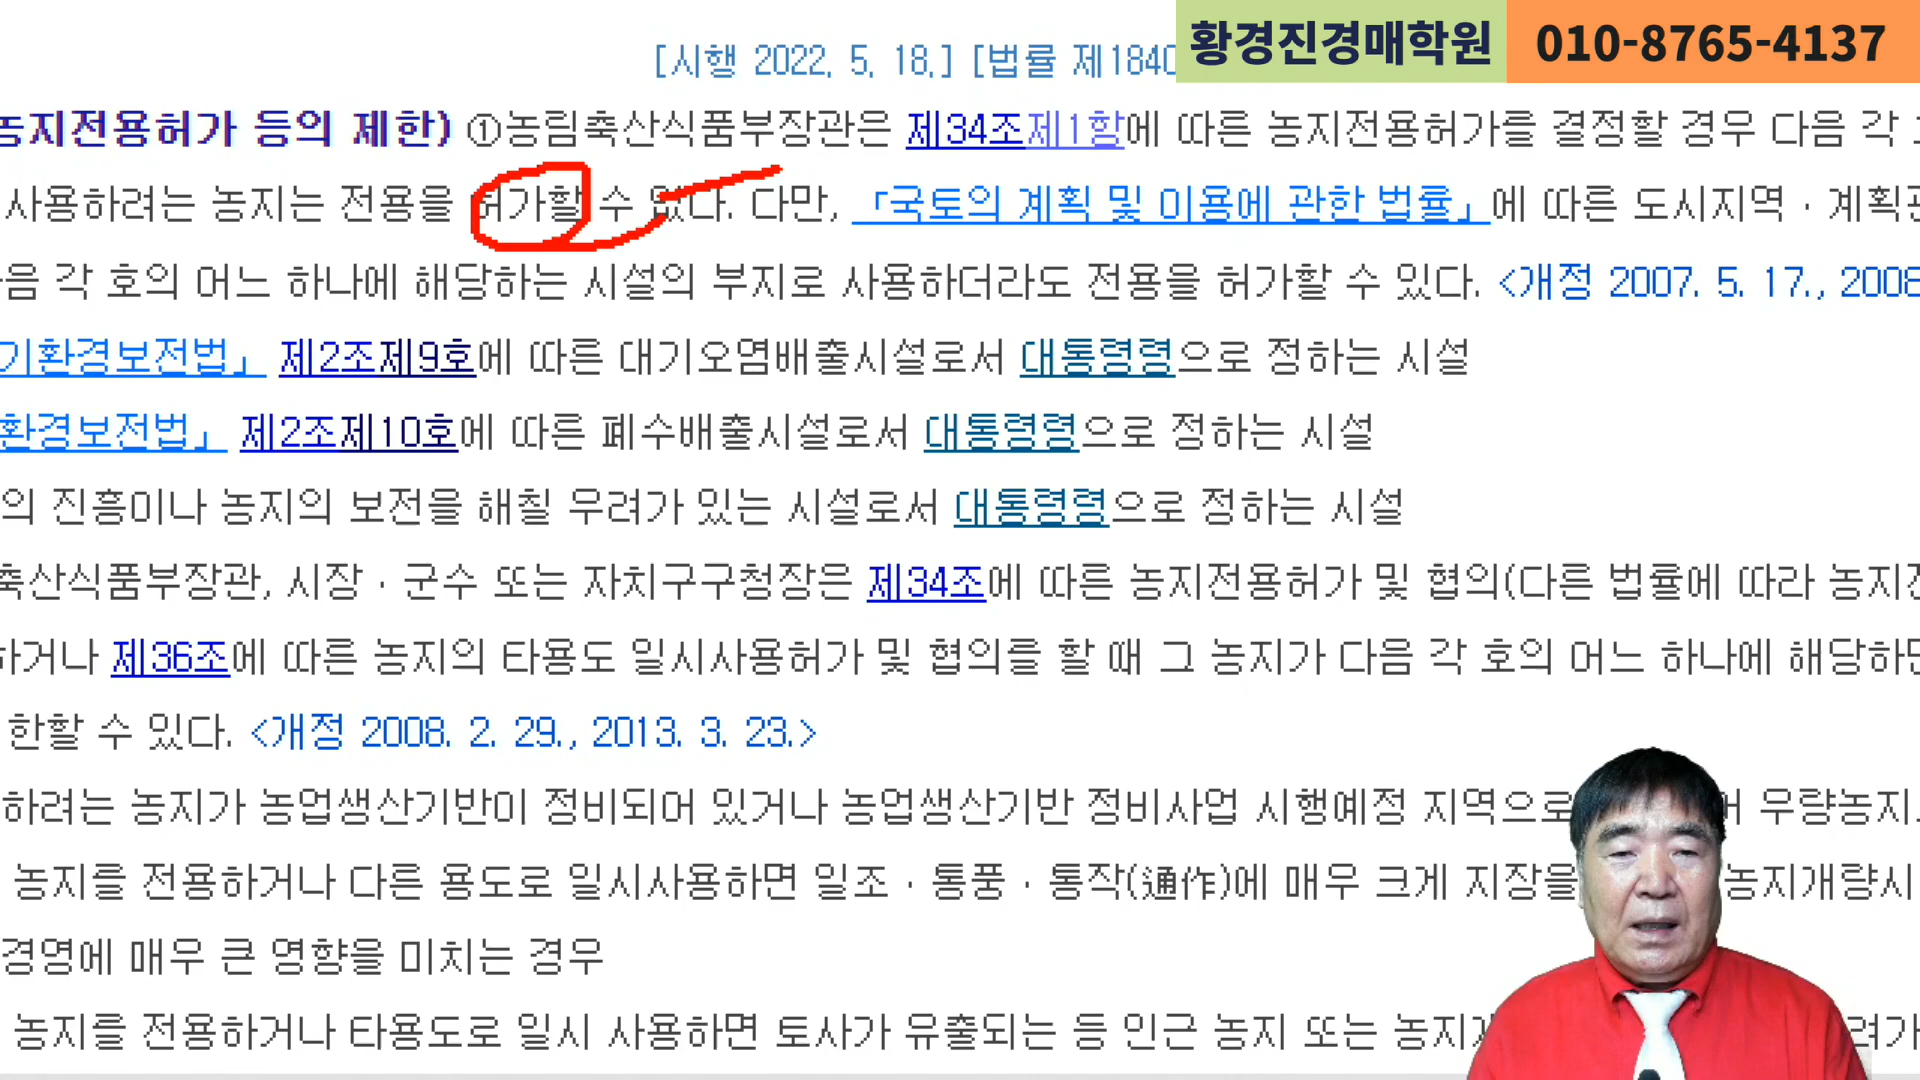 황경진경매학원 010-8765-4137
[시행 2022. 5. 18.] [법률 제1840
농지전용허가 등의 제한) ①농림축산식품부장관은 제34조제1항에 따른 농지전용허가를 결정할 경우 다음 각
사용하려는 농지는 전용을 허가할 수 없다. 다만, 「국토의 계획 및 이용에 관한 법률」에 따른 도시지역ㆍ계획관
음 각 호의 어느 하나에 해당하는 시설의 부지로 사용하더라도 전용을 허가할 수 있다. <개정 2007. 5. 17., 2008
기환경보전법」 제2조제9호에 따른 대기오염배출시설로서 대통령령으로 정하는 시설
환경보전법」 제2조제10호에 따른 폐수배출시설로서 대통령령으로 정하는 시설
의 진흥이나 농지의 보전을 해칠 우려가 있는 시설로서 대통령령으로 정하는 시설
축산식품부장관, 시장ㆍ군수 또는 자치구구청장은 제34조에 따른 농지전용허가 및 협의(다른 법률에 따라 농지전
하거나 제36조에 따른 농지의 타용도 일시사용허가 및 협의를 할 때 그 농지가 다음 각 호의 어느 하나에 해당하면
한할 수 있다. <개정 2008. 2. 29., 2013. 3. 23.>
하려는 농지가 농업생산기반이 정비되어 있거나 농업생산기반 정비사업 시행예정 지역으로 우량농지
농지를 전용하거나 다른 용도로 일시사용하면 일조ㆍ통풍ㆍ통작(通作)에 매우 크게 지장을 농지개량시
경영에 매우 큰 영향을 미치는 경우
농지를 전용하거나 타용도로 일시 사용하면 토사가 유출되는 등 인근 농지 또는 농지개 려가